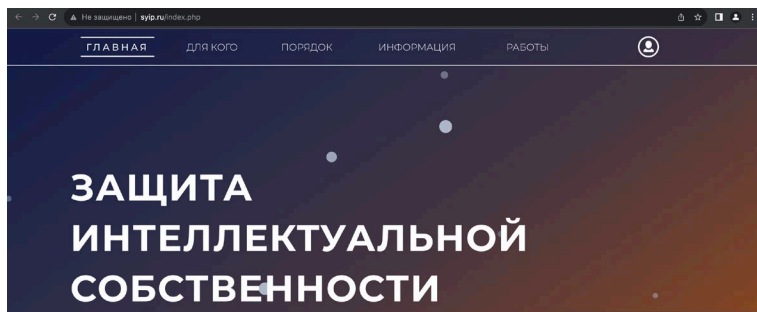 Не защищено | syip.ru/index.php
ГЛАВНАЯ ДЛЯ КОГО ПОРЯДОК ИНФОРМАЦИЯ РАБОТЫ
ЗАЩИТА
ИНТЕЛЛЕКТУАЛЬНОЙ
СОБСТВЕННОСТИ